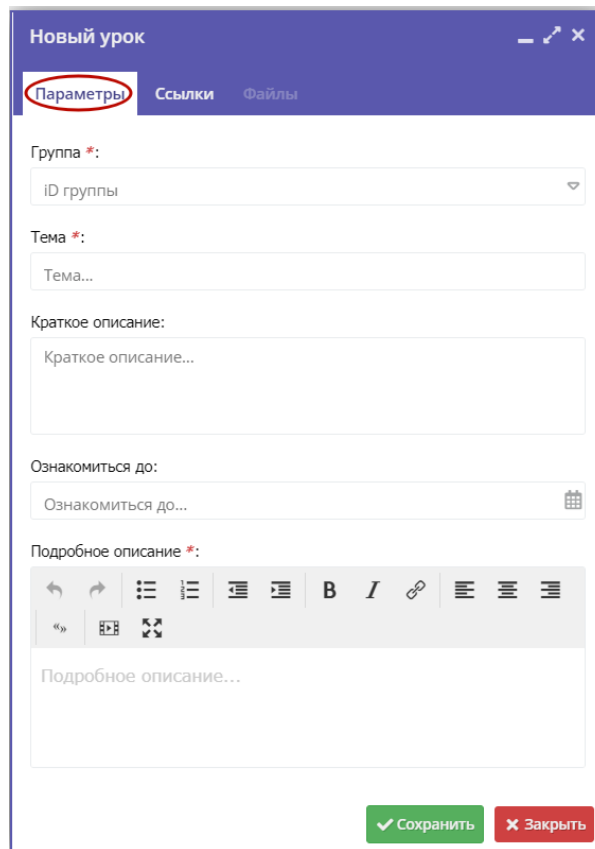 Новый урок
Параметры Ссылки Файлы
Группа *:
iD группы
Тема *:
Тема...
Краткое описание:
Краткое описание...
Ознакомиться до:
Ознакомиться до...
Подробное описание *:
B I
«»
Подробное описание...
Сохранить Закрыть